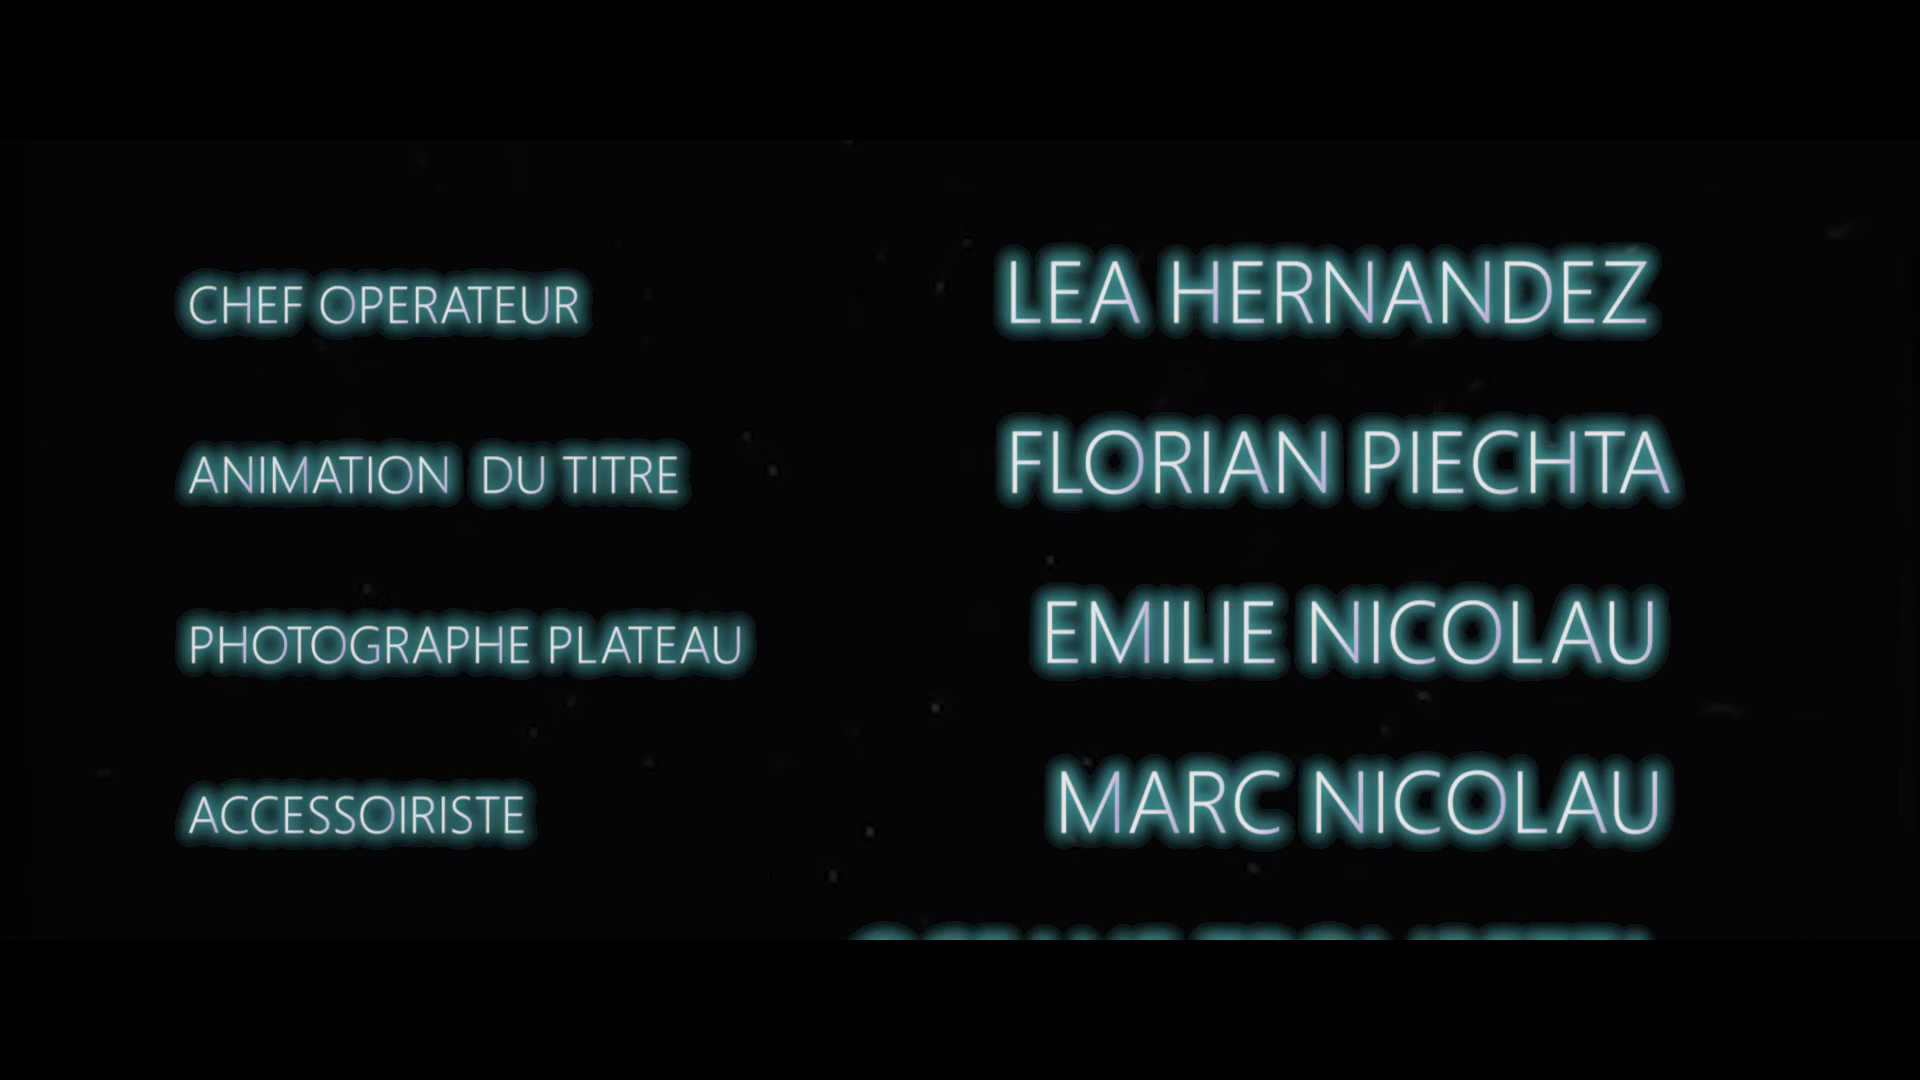 CHEF OPERATEUR LEA HERNANDEZ
ANIMATION DU TITRE FLORIAN PIECHTA
PHOTOGRAPHE PLATEAU EMILIE NICOLAU
ACCESSOIRISTE MARC NICOLAU